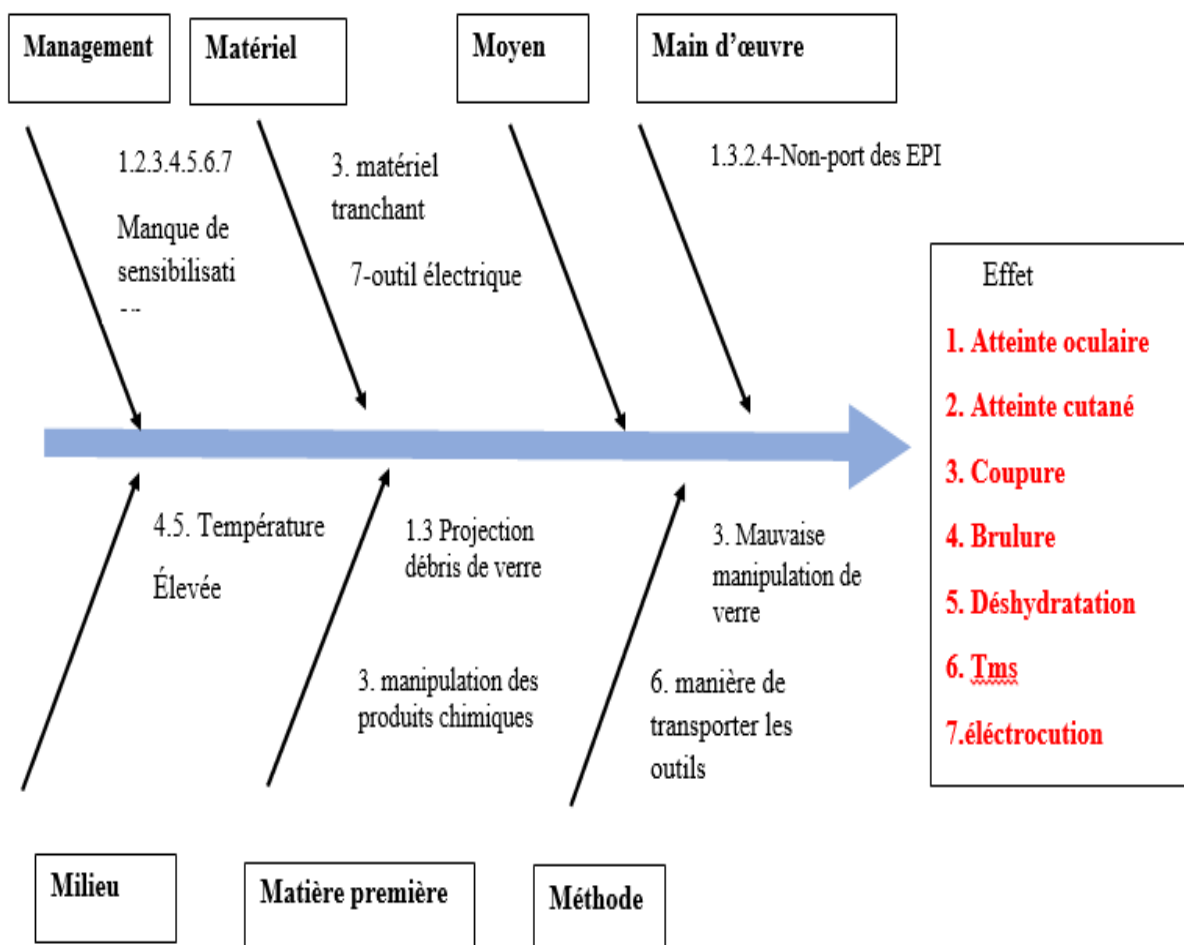 Management
Matériel
Moyen
Main d’œuvre
1.2.3.4.5.6.7
Manque de
sensibilisati
3. matériel
tranchant
7-outil électrique
1.3.2.4-Non-port des EPI
Effet
1. Atteinte oculaire
2. Atteinte cutané
3. Coupure
4. Brulure
5. Déshydratation
6. Tms
7.éléctrocution
4.5. Température
Élevée
1.3 Projection
débris de verre
3. manipulation des
produits chimiques
3. Mauvaise
manipulation de
verre
6. manière de
transporter les
outils
Milieu
Matière première
Méthode